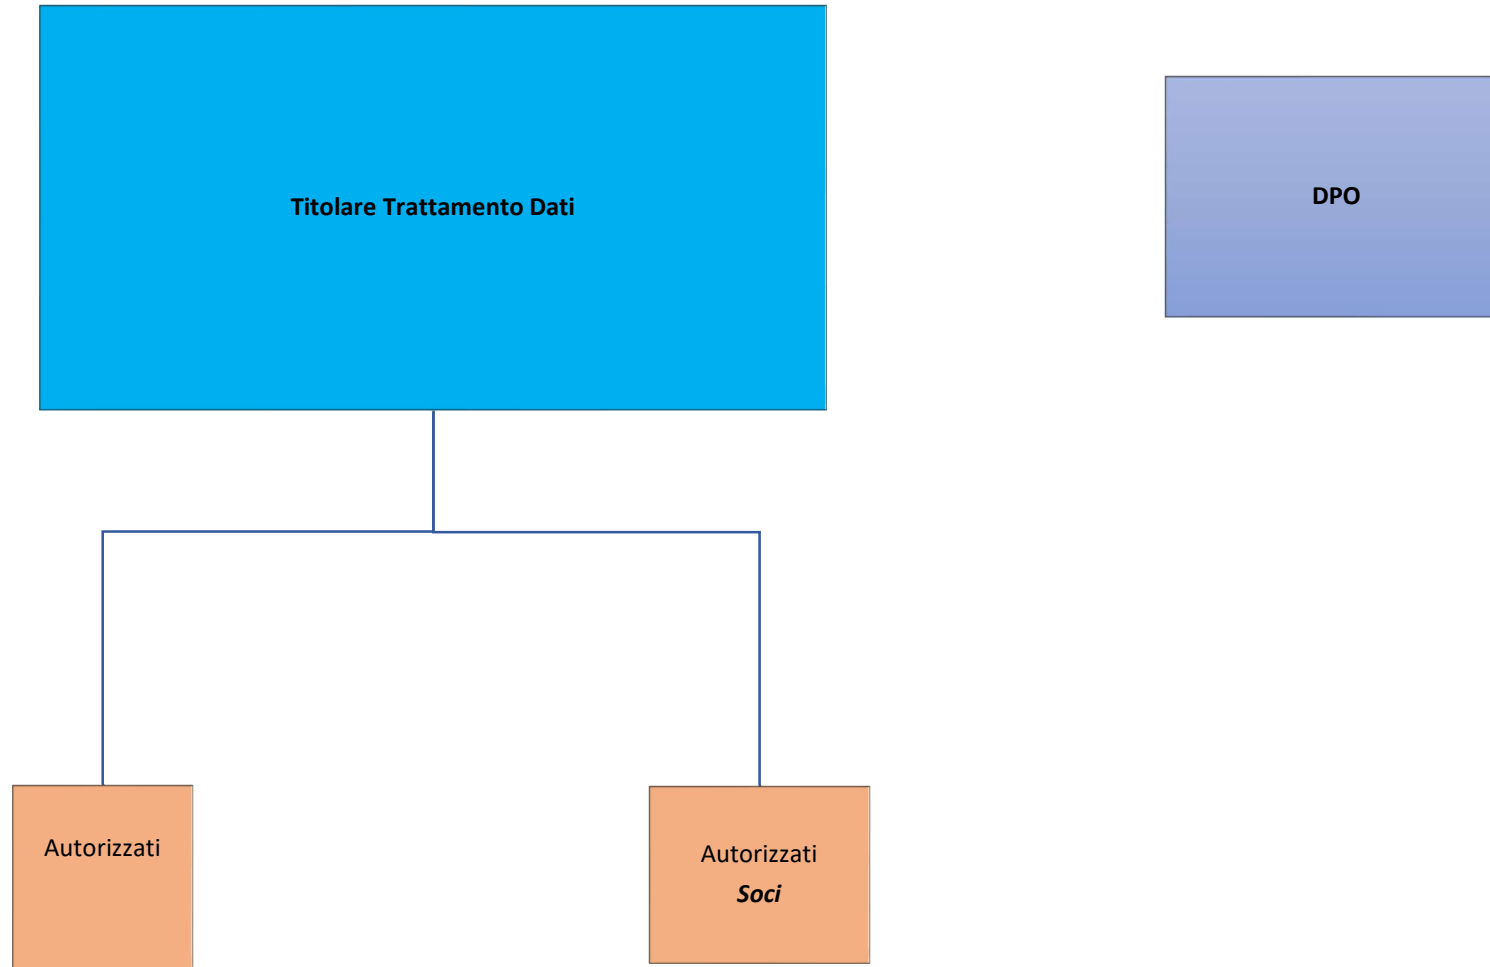 Titolare Trattamento Dati
DPO
Autorizzati
Autorizzati
Soci